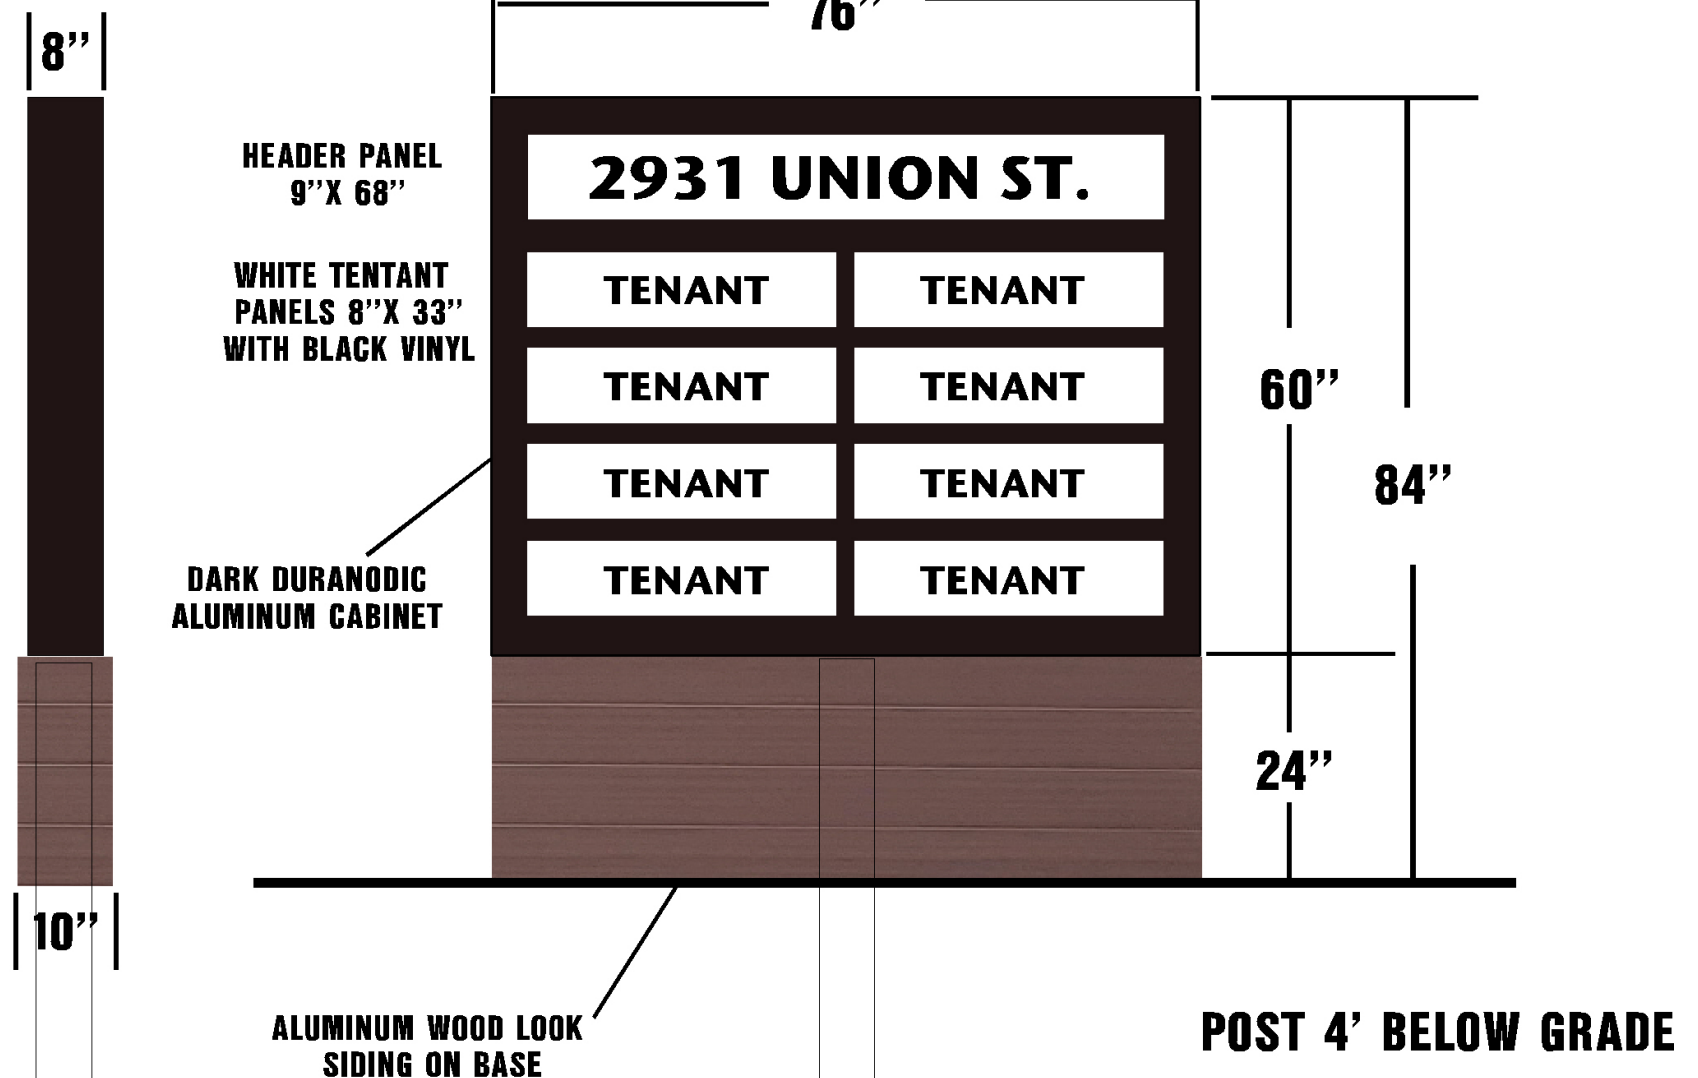 76’’
8’’
HEADER PANEL
9’’X 68’’
2931 UNION ST.
WHITE TENTANT
PANELS 8’’X 33’’
WITH BLACK VINYL
TENANT TENANT
TENANT TENANT
TENANT TENANT
TENANT TENANT
60’’
84’’
DARK DURANODIC
ALUMINUM CABINET
24’’
10’’
ALUMINUM WOOD LOOK
SIDING ON BASE
POST 4’ BELOW GRADE